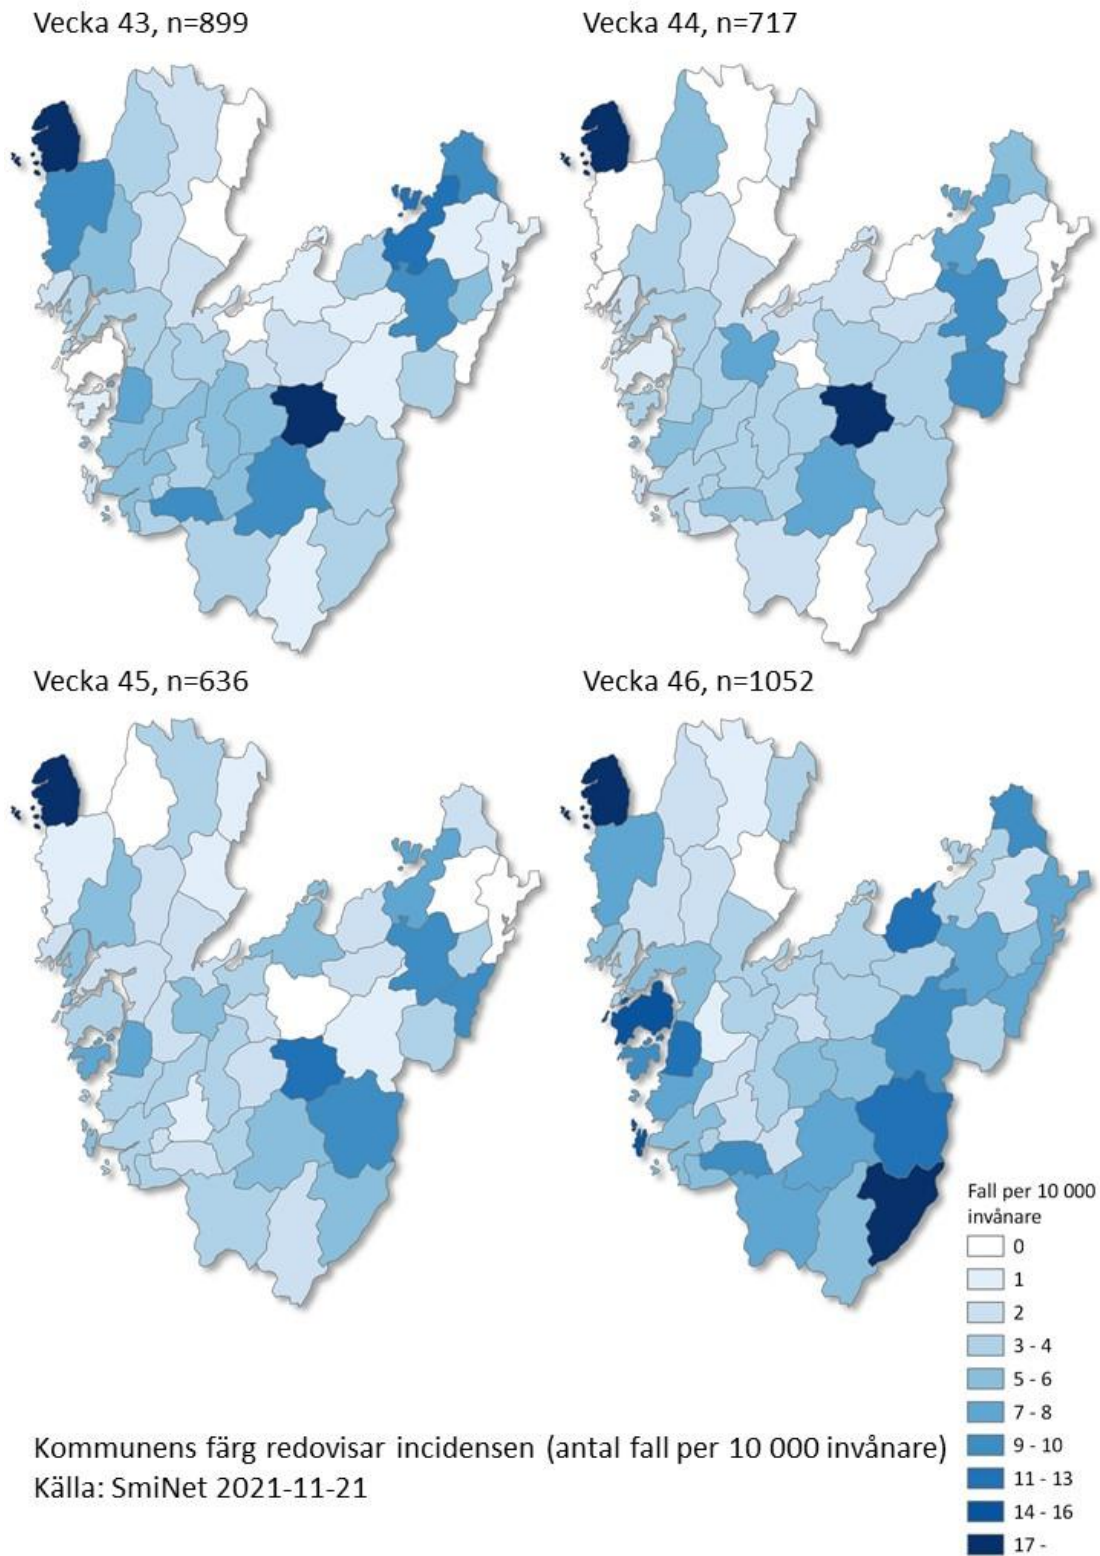 Vecka 43, n=899
Vecka 44, n=717
Vecka 45, n=636
Vecka 46, n=1052
Fall per 10 000
invånare
0
1
2
3 - 4
5 - 6
7 - 8
9 - 10
11 - 13
14 - 16
17 -
Kommunens färg redovisar incidensen (antal fall per 10 000 invånare)
Källa: SmiNet 2021-11-21